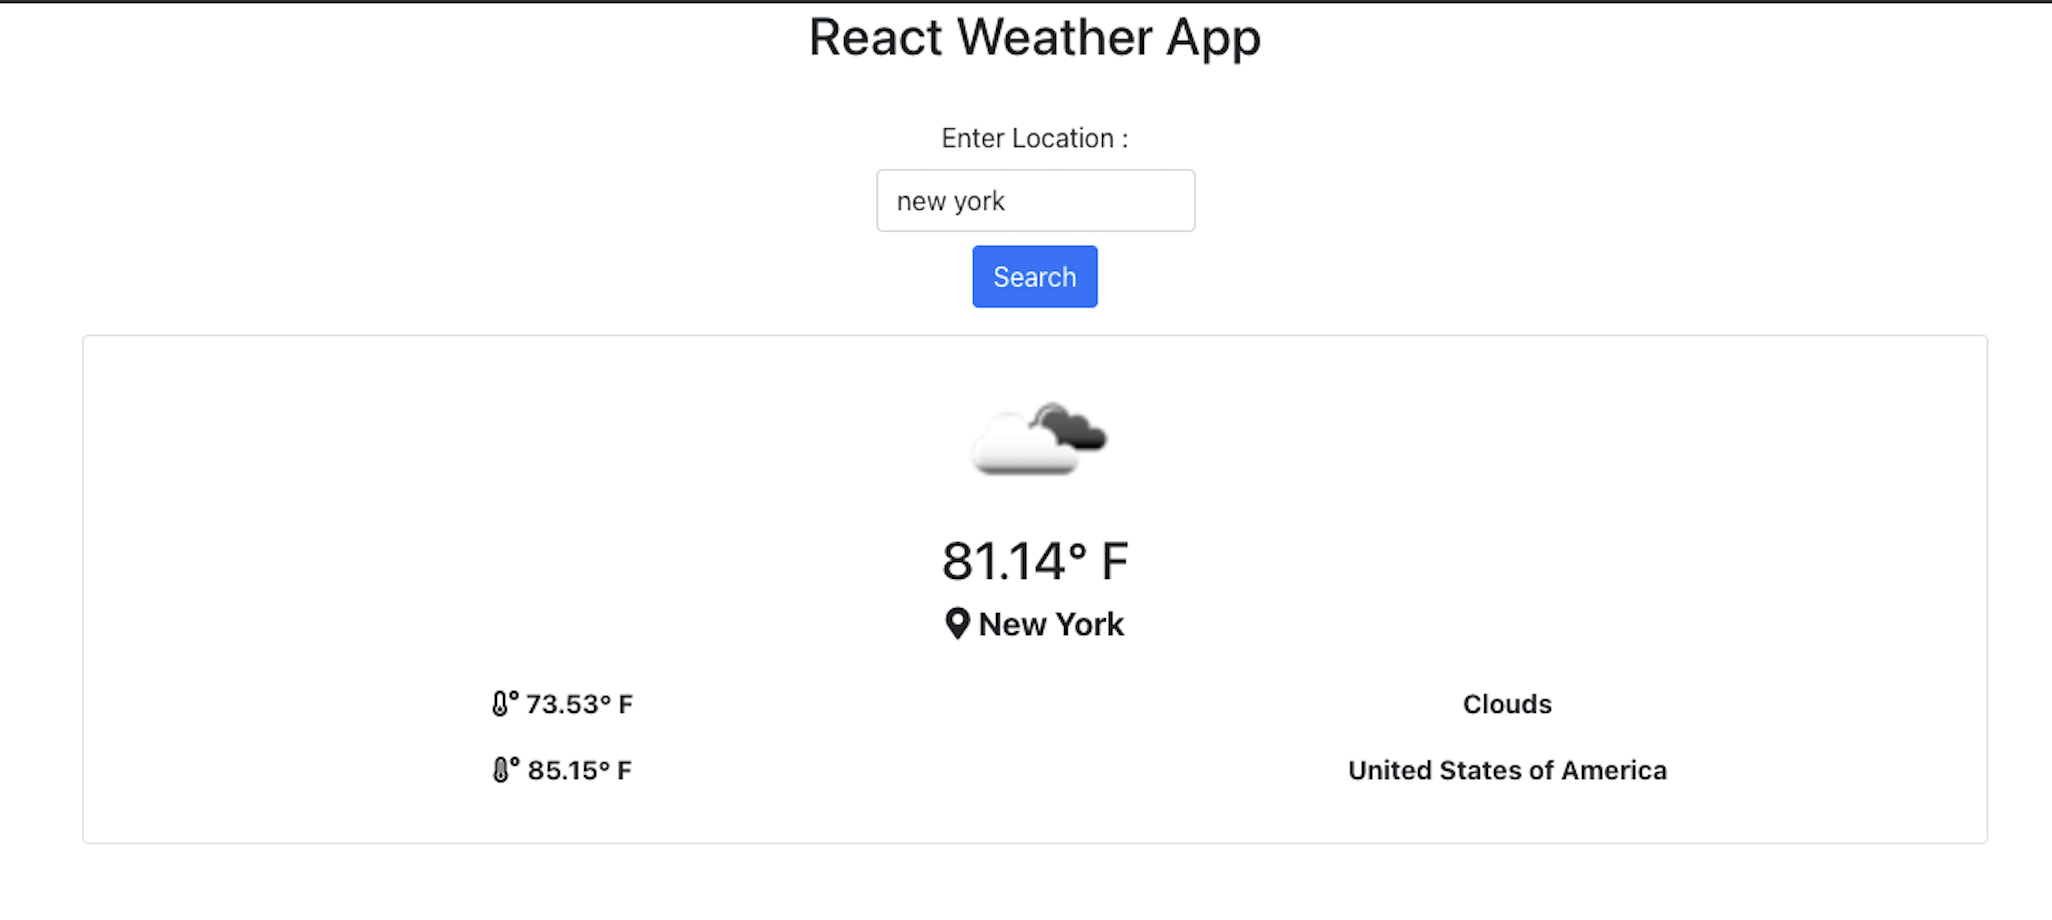 React Weather App
Enter Location :
new york
Search
81.14° F
New York
73.53° F
Clouds
85.15° F
United States of America